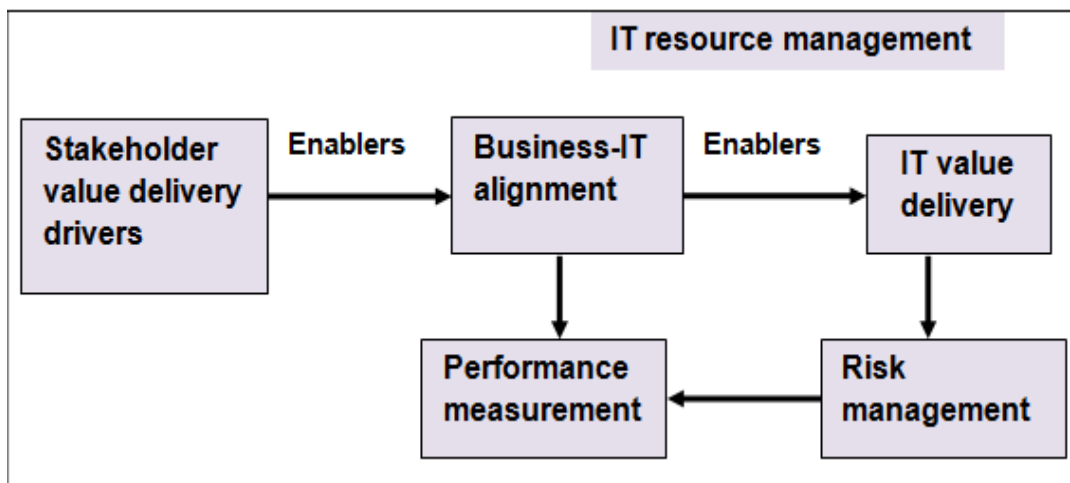 IT resource management
Stakeholder
value delivery
drivers
Enablers
Business-IT
alignment
Enablers
IT value
delivery
Performance
measurement
Risk
management